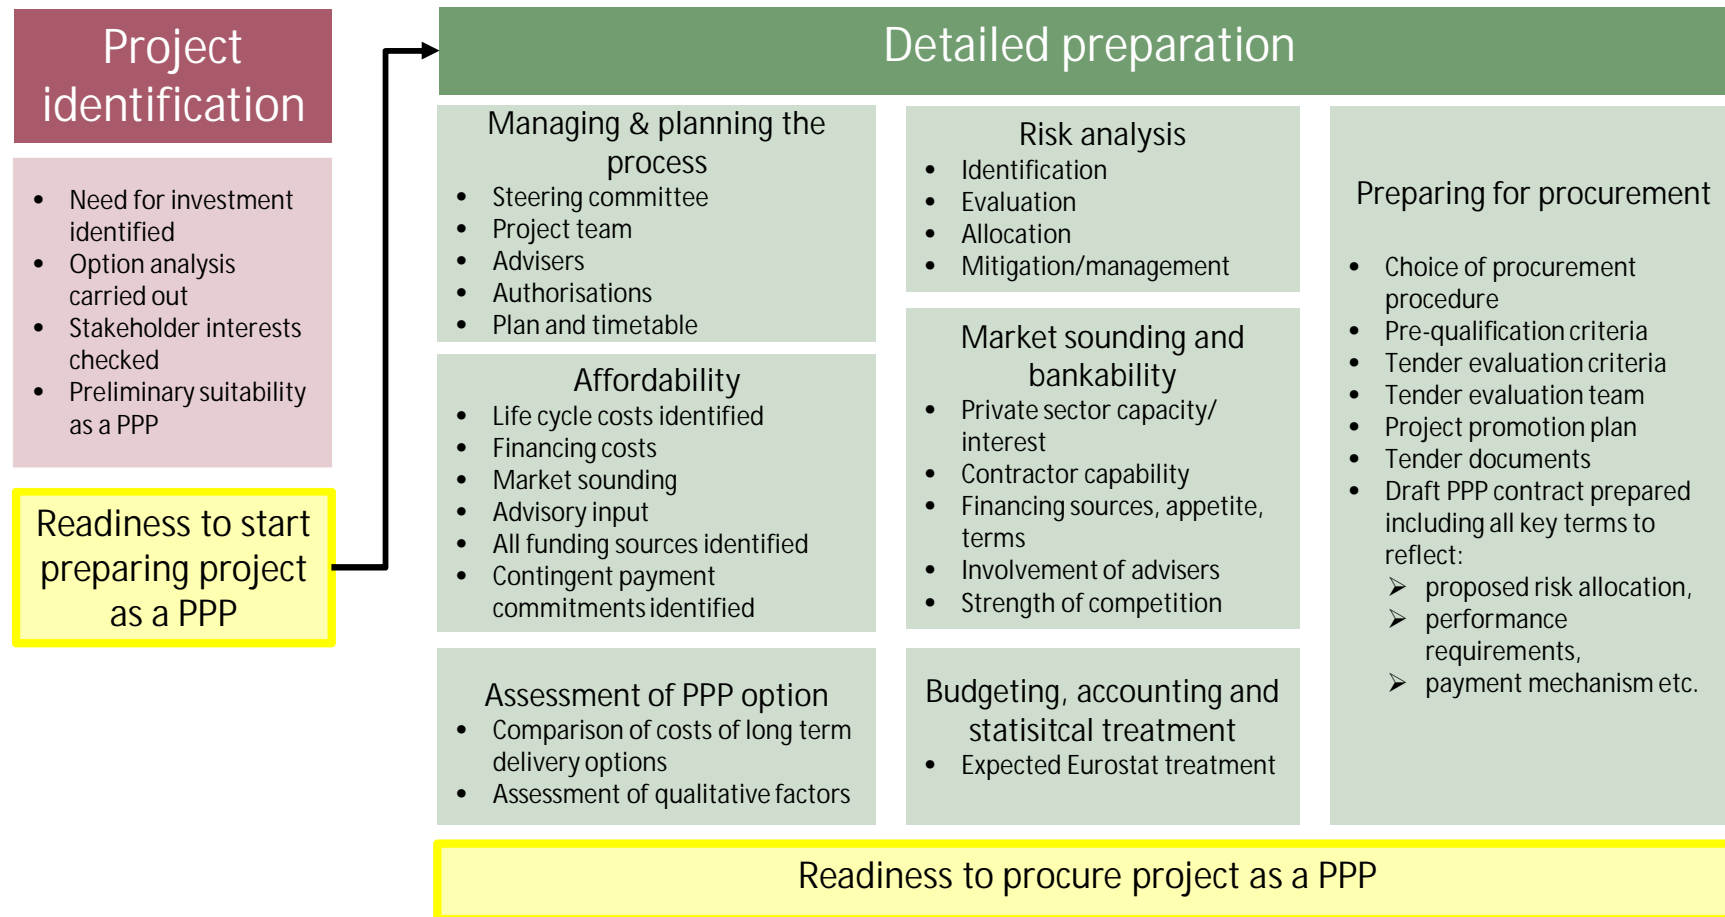 Project
identification
• Need for investment
identified
• Option analysis
carried out
• Stakeholder interests
checked
• Preliminary suitability
as a PPP
Readiness to start
preparing project
as a PPP
Detailed preparation
Managing & planning the
process
• Steering committee
• Project team
• Advisers
• Authorisations
• Plan and timetable
Affordability
• Life cycle costs identified
• Financing costs
• Market sounding
• Advisory input
• All funding sources identified
• Contingent payment
commitments identified
Assessment of PPP option
• Comparison of costs of long term
delivery options
• Assessment of qualitative factors
Risk analysis
• Identification
• Evaluation
• Allocation
• Mitigation/management
Market sounding and
bankability
• Private sector capacity/
interest
• Contractor capability
• Financing sources, appetite,
terms
• Involvement of advisers
• Strength of competition
Budgeting, accounting and
statisitcal treatment
• Expected Eurostat treatment
Preparing for procurement
• Choice of procurement
procedure
• Pre-qualification criteria
• Tender evaluation criteria
• Tender evaluation team
• Project promotion plan
• Tender documents
• Draft PPP contract prepared
including all key terms to
reflect:
➢ proposed risk allocation,
➢ performance
requirements,
➢ payment mechanism etc.
Readiness to procure project as a PPP